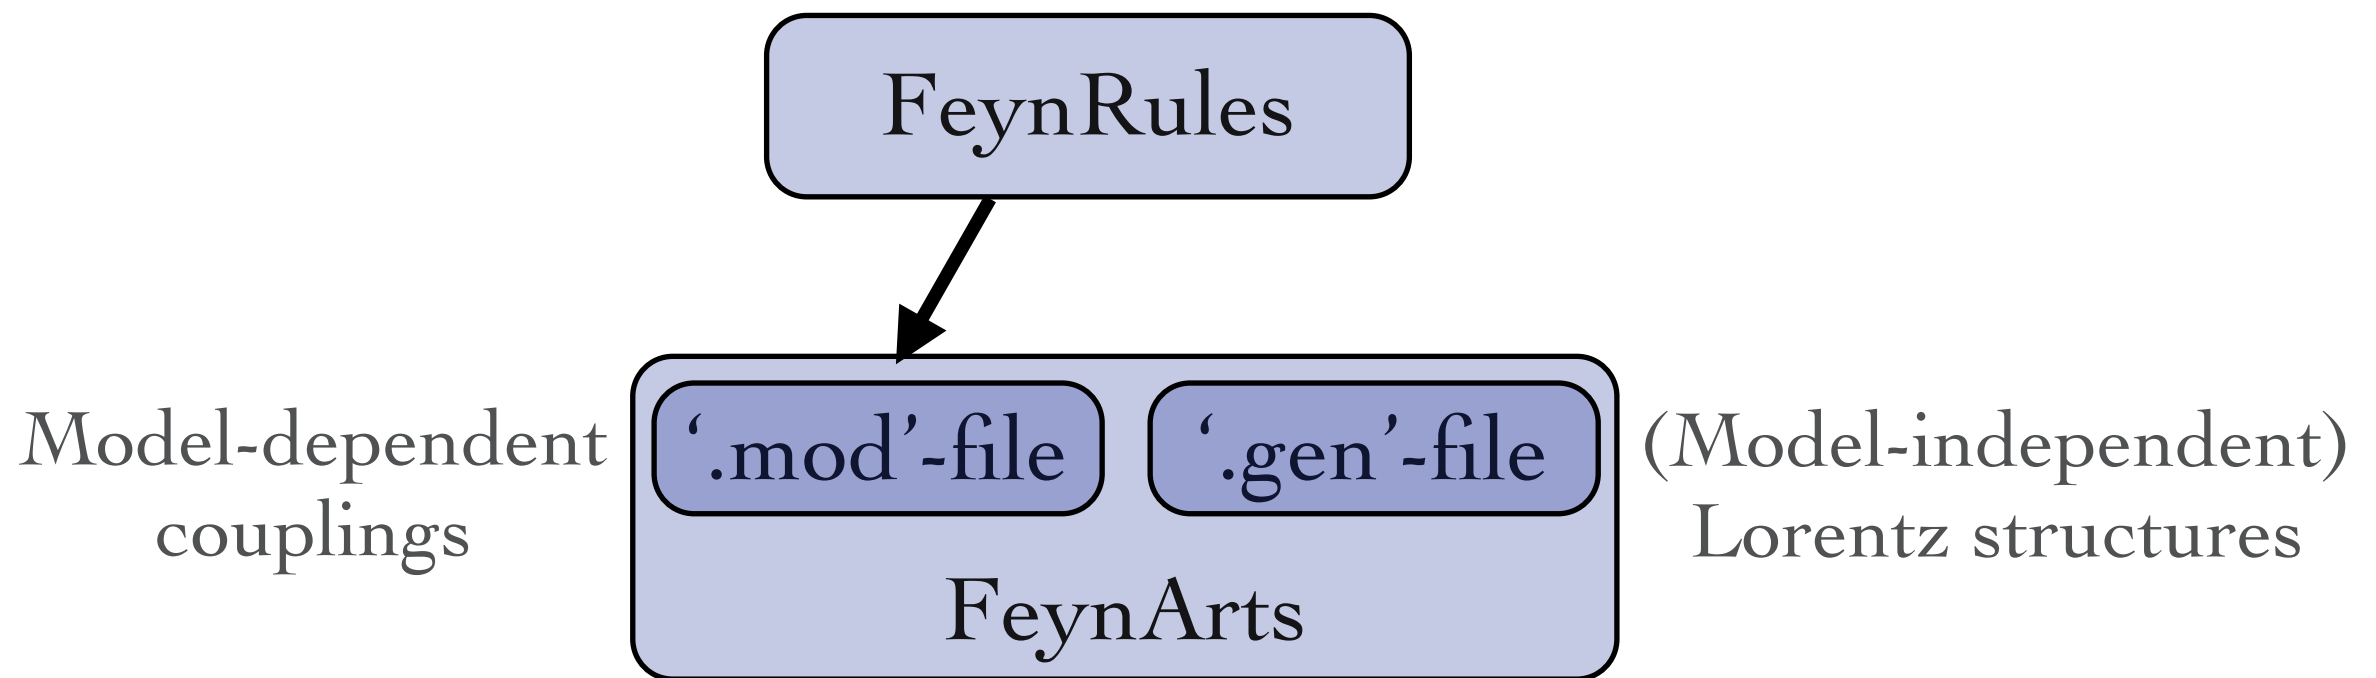 FeynRules
Model-dependent
couplings
‘.mod’-file
‘.gen’-file
(Model-independent)
Lorentz structures
FeynArts